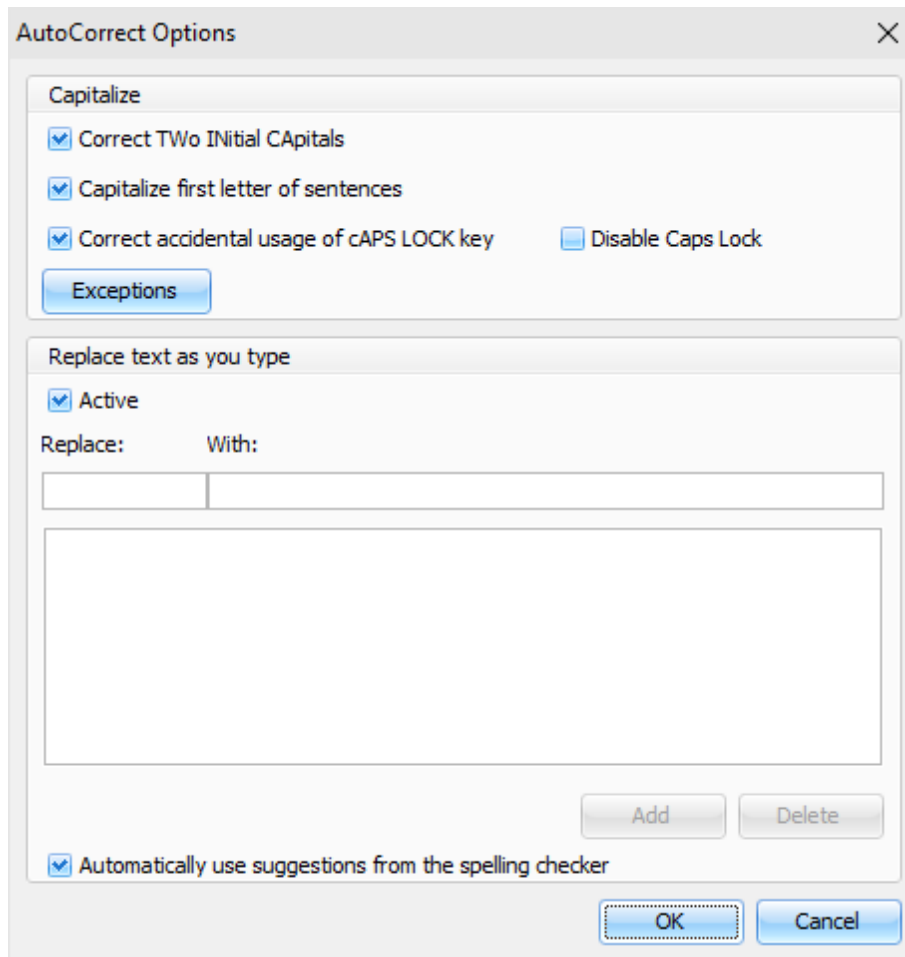 AutoCorrect Options
Capitalize
Correct TWo INitial CApitals
Capitalize first letter of sentences
Correct accidental usage of cAPS LOCK key Disable Caps Lock
Exceptions
Replace text as you type
Active
Replace: With:
Add Delete
Automatically use suggestions from the spelling checker
OK Cancel